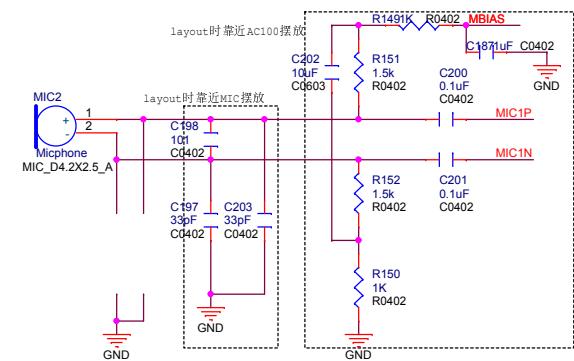 layout时靠近AC100摆放
R149 1K
R0402
MBIAS
C187 1uF
C0402
GND
C202
10uF
C0603
R151
1.5k
R0402
C200
0.1uF
C0402
MIC1P
layout时靠近MIC摆放
MIC2
1
+
2
-
Micphone
MIC_D4.2X2.5_A
C198
101
C0402
MIC1N
C201
0.1uF
C0402
R152
1.5k
R0402
C197
33pF
C0402
C203
33pF
C0402
R150
1K
R0402
GND
GND
GND